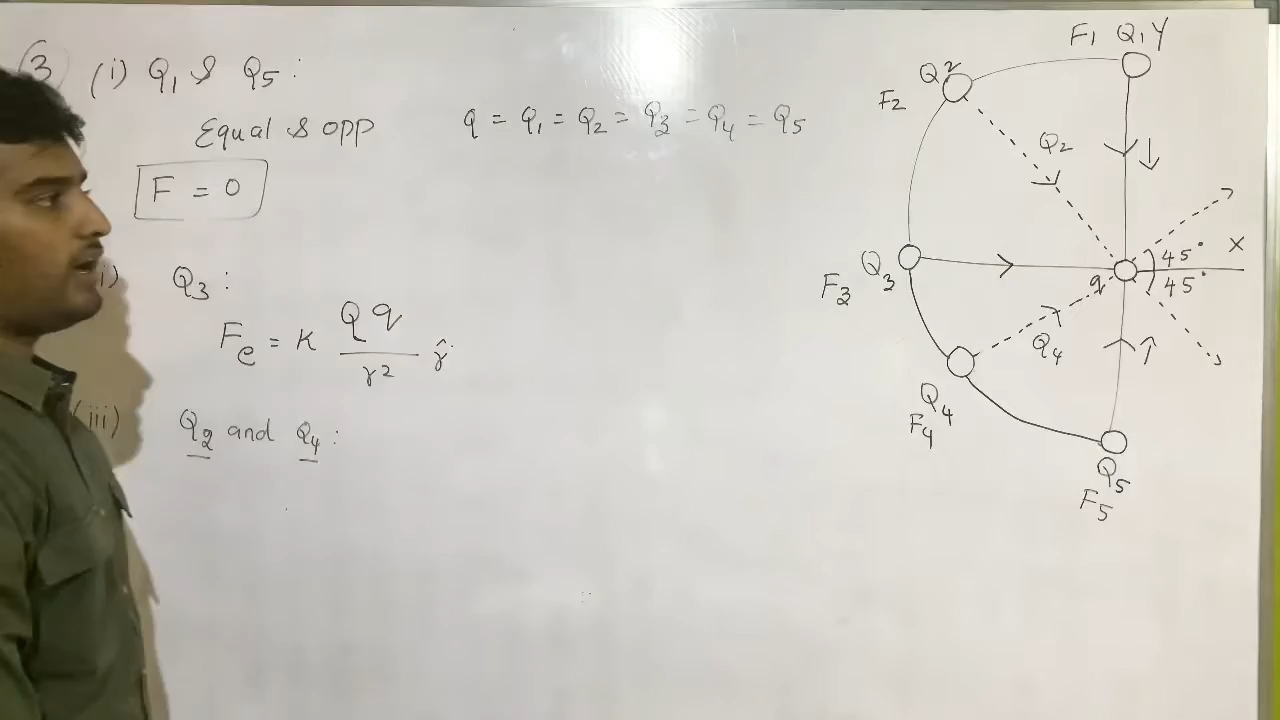 3 (i) Q1 & Q5 :
Equal & opp
q = Q1 = Q2 = Q3 = Q4 = Q5
F = 0
i) Q3 :
Fe = K Qq / r² r̂
(iii) Q2 and Q4 :
F1 Q1 Y
Q2
F2
Q2
45°
X
45°
Q3
F3
q
Q4
Q4
F4
Q5
F5